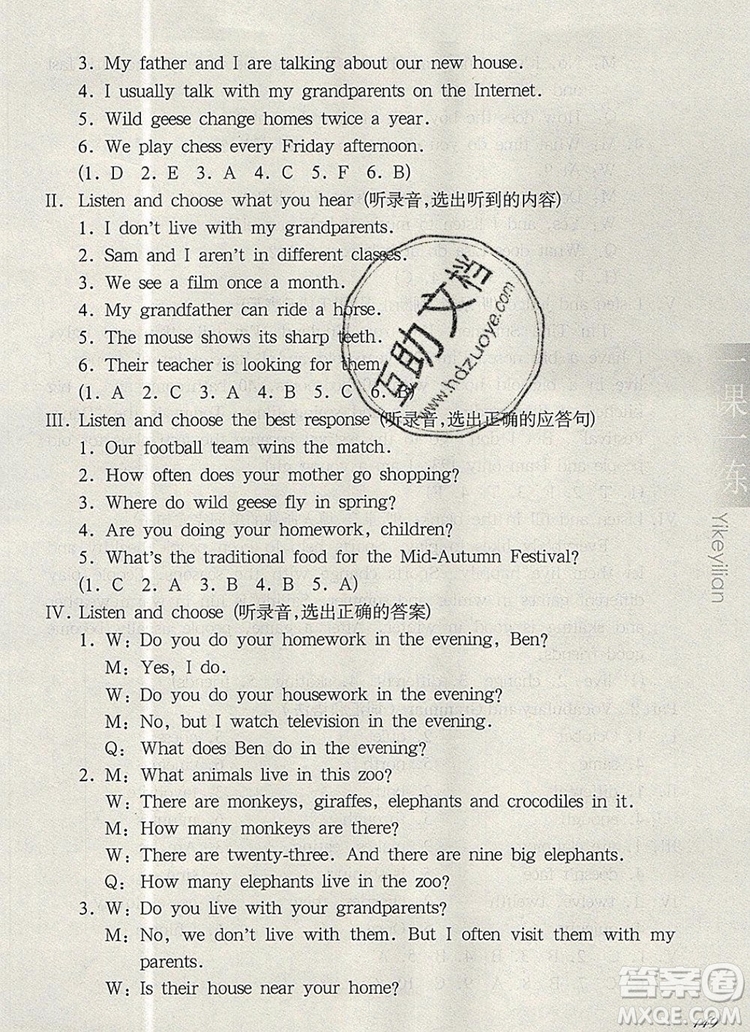 3. My father and I are talking about our new house.
4. I usually talk with my grandparents on the Internet.
5. Wild geese change homes twice a year.
6. We play chess every Friday afternoon.
(1. D 2. E 3. A 4. C 5. F 6. B)
II. Listen and choose what you hear (听录音,选出听到的内容)
1. I don't live with my grandparents.
2. Sam and I aren't in different classes.
3. We see a film once a month.
4. My grandfather can ride a horse.
5. The mouse shows its sharp teeth.
6. Their teacher is looking for them.
(1. A 2. C 3. A 4. B 5. C 6. B)
III. Listen and choose the best response (听录音,选出正确的应答句)
1. Our football team wins the match.
2. How often does your mother go shopping?
3. Where do wild geese fly in spring?
4. Are you doing your homework, children?
5. What's the traditional food for the Mid-Autumn Festival?
(1. C 2. A 3. B 4. B 5. A)
IV. Listen and choose (听录音,选出正确的答案)
1. W: Do you do your homework in the evening, Ben?
M: Yes, I do.
W: Do you do your housework in the evening?
M: No, but I watch television in the evening.
Q: What does Ben do in the evening?
2. M: What animals live in this zoo?
W: There are monkeys, giraffes, elephants and crocodiles in it.
M: How many monkeys are there?
W: There are twenty-three. And there are nine big elephants.
Q: How many elephants live in the zoo?
3. W: Do you live with your grandparents?
M: No, we don't live with them. But I often visit them with my
parents.
W: Is their house near your home?
互助文档
www.hdzuoye.com
一课一练
Yikeyilian
答案圈
MXQE.COM
149